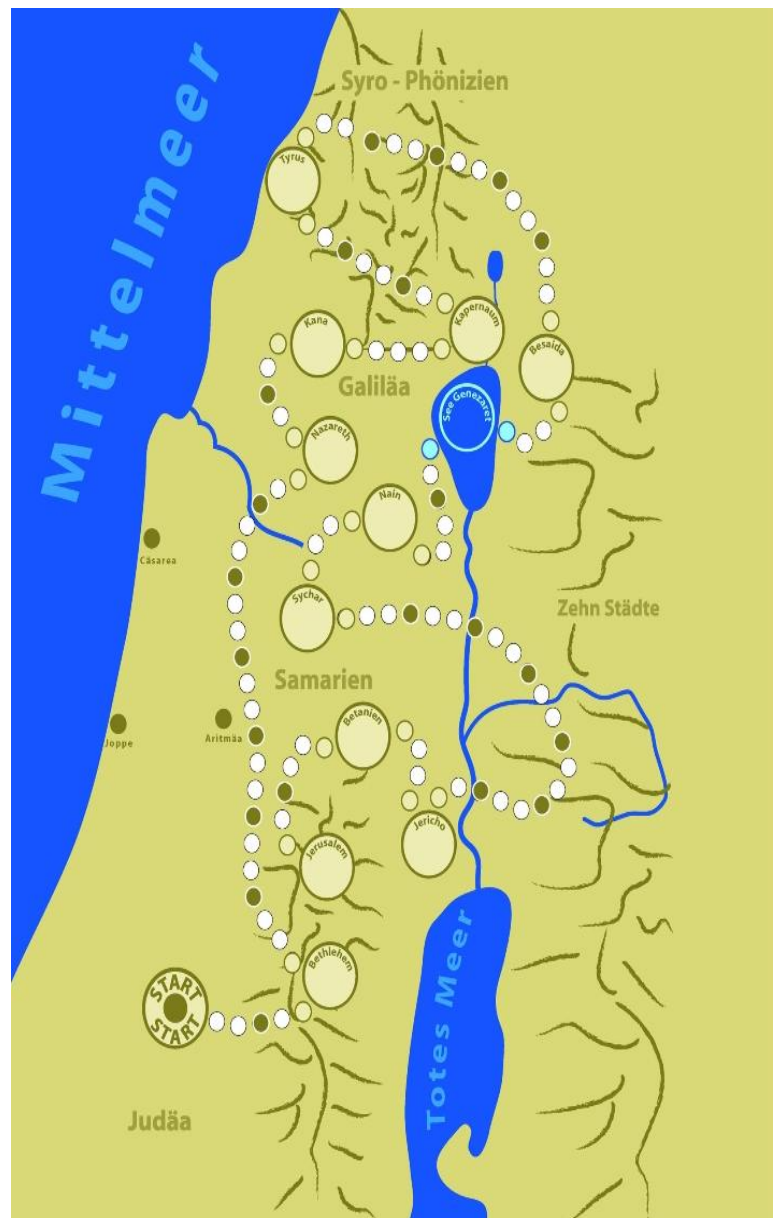 Syro - Phönizien
Mittelmeer
Tyrus
Kana
Kapernaum
Besaida
Galiläa
See Genezaret
Nazareth
Nain
Cäsarea
Sychar
Zehn Städte
Samarien
Betanien
Joppe
Aritmäa
Jericho
Jerusalem
Bethlehem
START
START
Totes Meer
Judäa